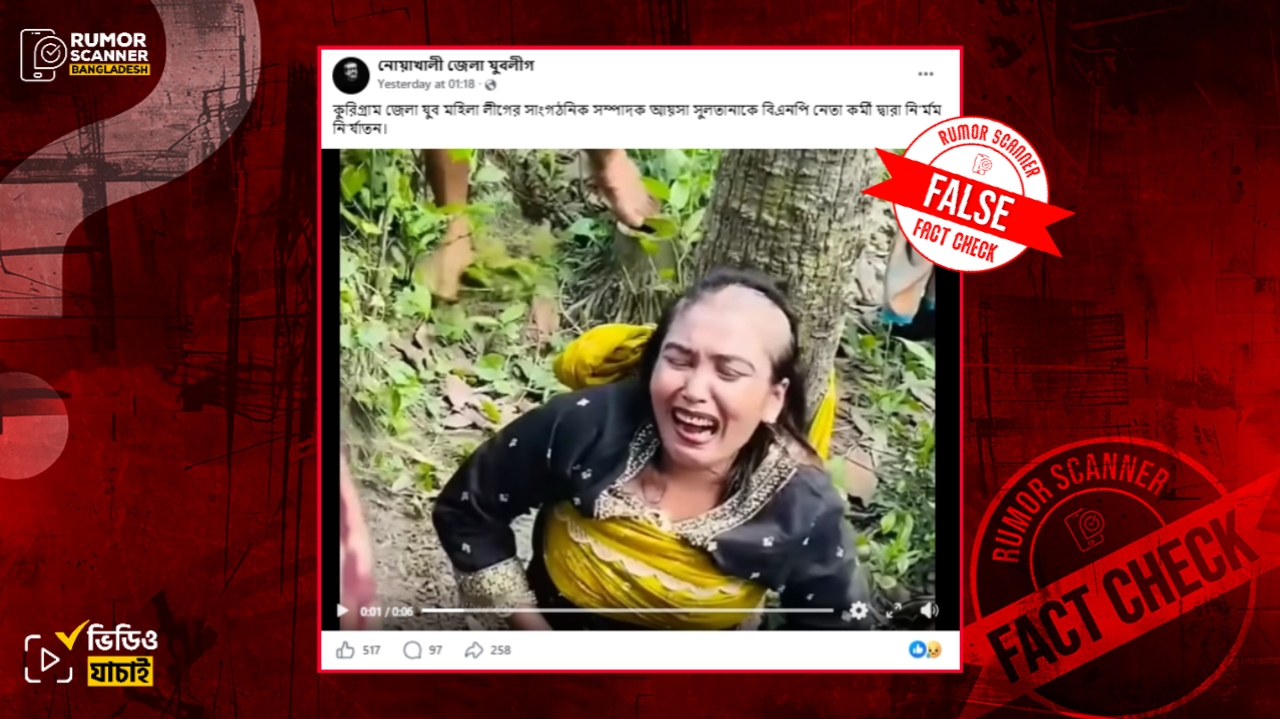 RUMOR
SCANNER
BANGLADESH
নোয়াখালী জেলা যুবলীগ
Yesterday at 01:18 ·
কুরিগ্রাম জেলা যুব মহিলা লীগের সাংগঠনিক সম্পাদক আয়সা সুলতানাকে বিএনপি নেতা কর্মী দ্বারা নি*র্মম
নি*র্যাতন।
RUMOR SCANNER
FALSE
FACT CHECK
0:01 / 0:06
517
97
258
ভিডিও
যাচাই
RUMOR SCANNER
FACT CHECK